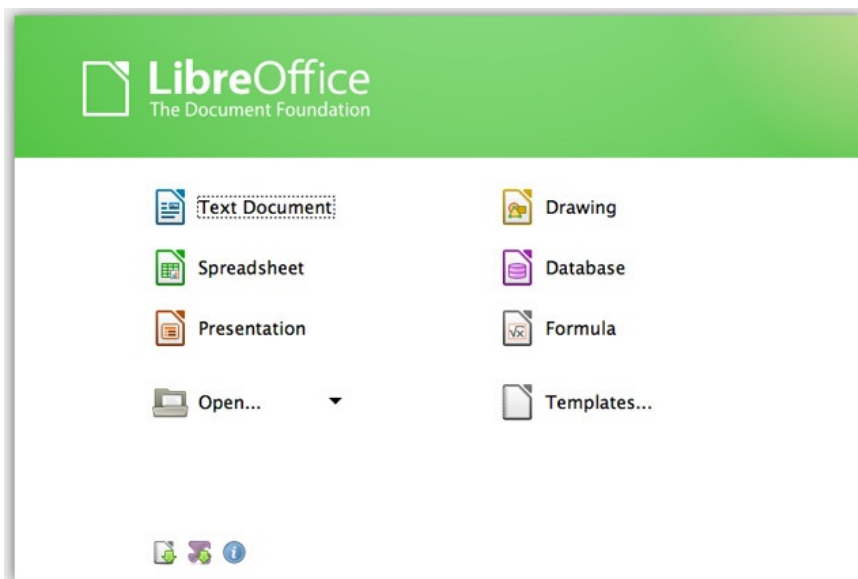 LibreOffice
The Document Foundation
Text Document
Drawing
Spreadsheet
Database
Presentation
Formula
Open...
Templates...